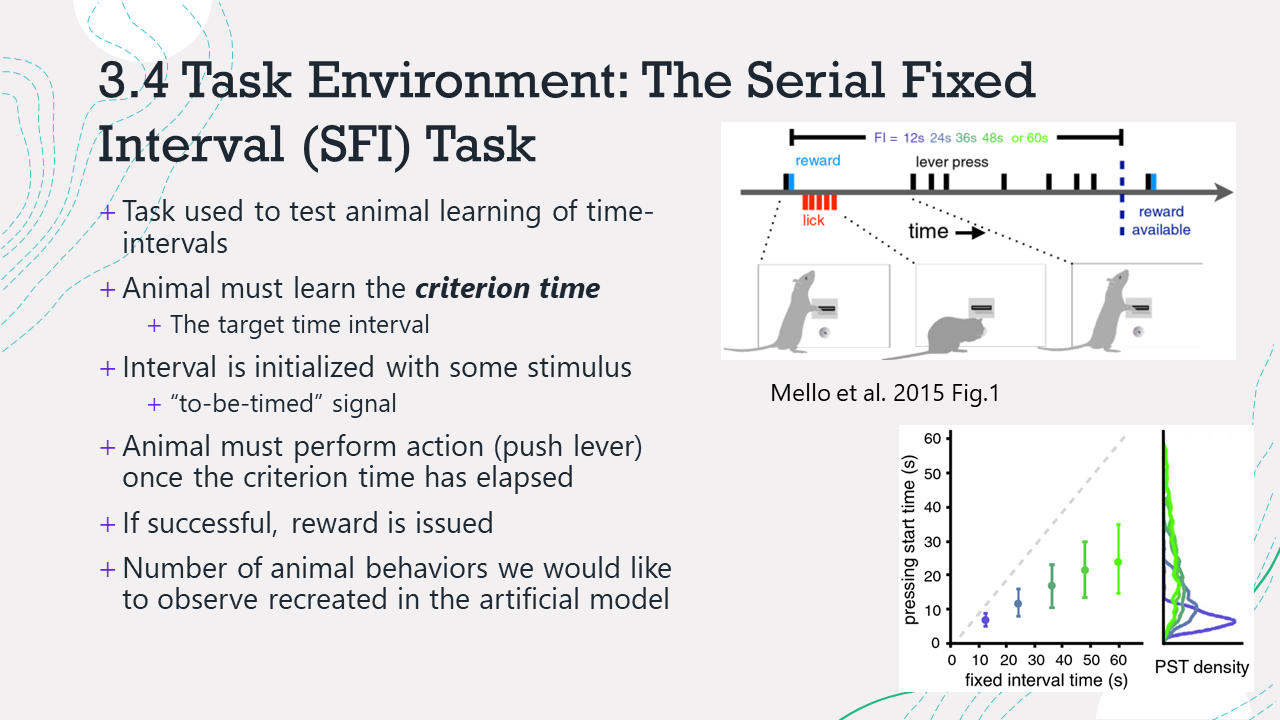 3.4 Task Environment: The Serial Fixed
Interval (SFI) Task
+ Task used to test animal learning of time-
intervals
+ Animal must learn the criterion time
+ The target time interval
+ Interval is initialized with some stimulus
+ “to-be-timed” signal
+ Animal must perform action (push lever)
once the criterion time has elapsed
+ If successful, reward is issued
+ Number of animal behaviors we would like
to observe recreated in the artificial model
FI = 12s 24s 36s 48s or 60s
reward
lever press
lick
time
reward
available
Mello et al. 2015 Fig.1
pressing start time (s)
60
50
40
30
20
10
0
0 10 20 30 40 50 60
fixed interval time (s)
PST density